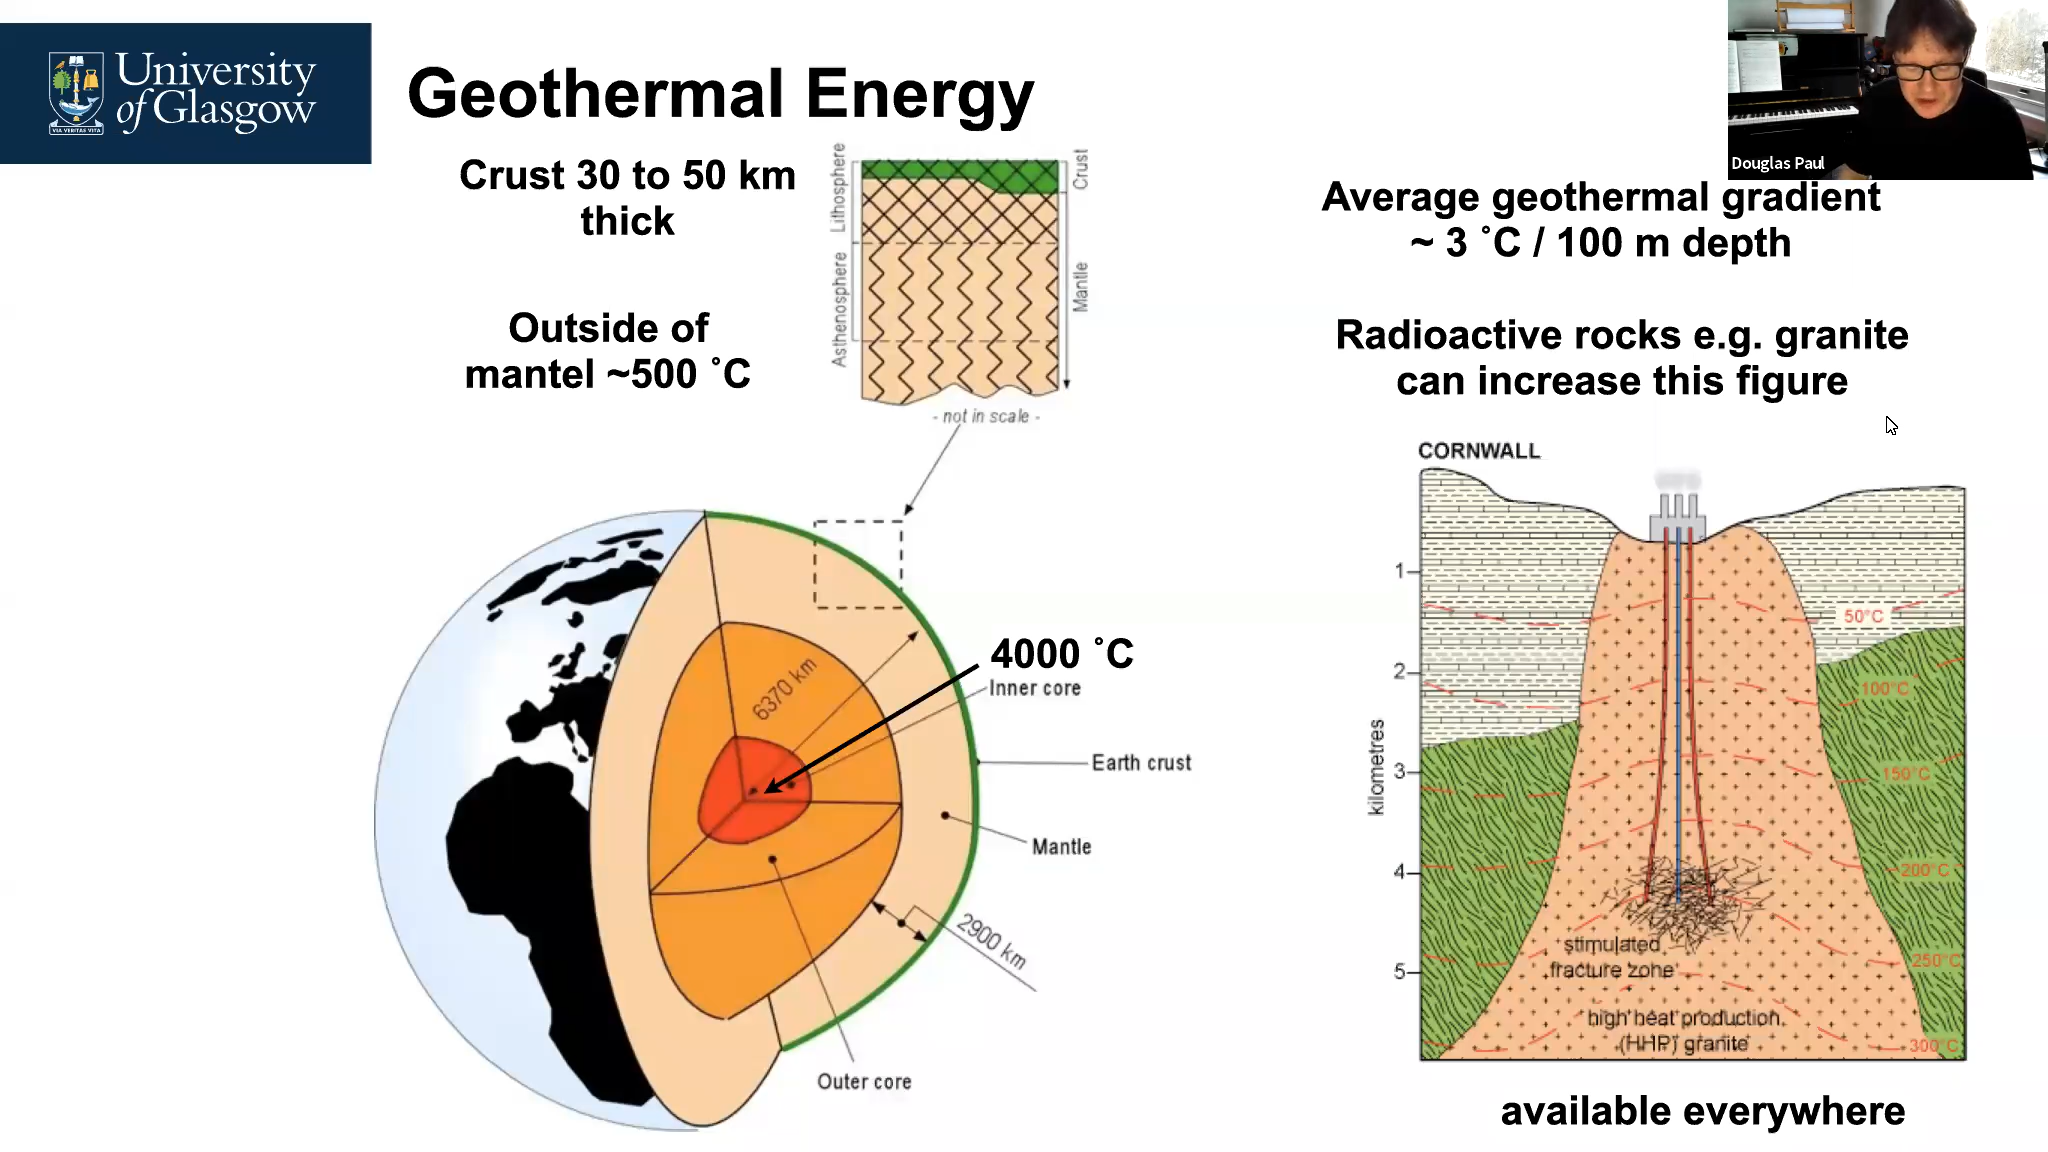 University
of Glasgow
VIA VERITAS VITA
Geothermal Energy
Douglas Paul
Crust 30 to 50 km
thick
Outside of
mantel ~500 ˚C
Lithosphere
Asthenosphere
Crust
Mantle
- not in scale -
Average geothermal gradient
~ 3 ˚C / 100 m depth
Radioactive rocks e.g. granite
can increase this figure
4000 ˚C
Inner core
6370 km
Earth crust
Mantle
2900 km
Outer core
CORNWALL
kilometres
1
2
3
4
5
50°C
100°C
150°C
200°C
250°C
300°C
stimulated
fracture zone
high heat production
(HHP) granite
available everywhere